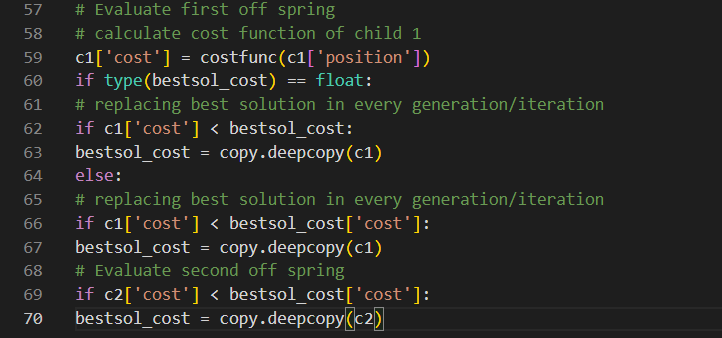 57 # Evaluate first off spring
58 # calculate cost function of child 1
59 c1['cost'] = costfunc(c1['position'])
60 if type(bestsol_cost) == float:
61 # replacing best solution in every generation/iteration
62 if c1['cost'] < bestsol_cost:
63 bestsol_cost = copy.deepcopy(c1)
64 else:
65 # replacing best solution in every generation/iteration
66 if c1['cost'] < bestsol_cost['cost']:
67 bestsol_cost = copy.deepcopy(c1)
68 # Evaluate second off spring
69 if c2['cost'] < bestsol_cost['cost']:
70 bestsol_cost = copy.deepcopy(c2)